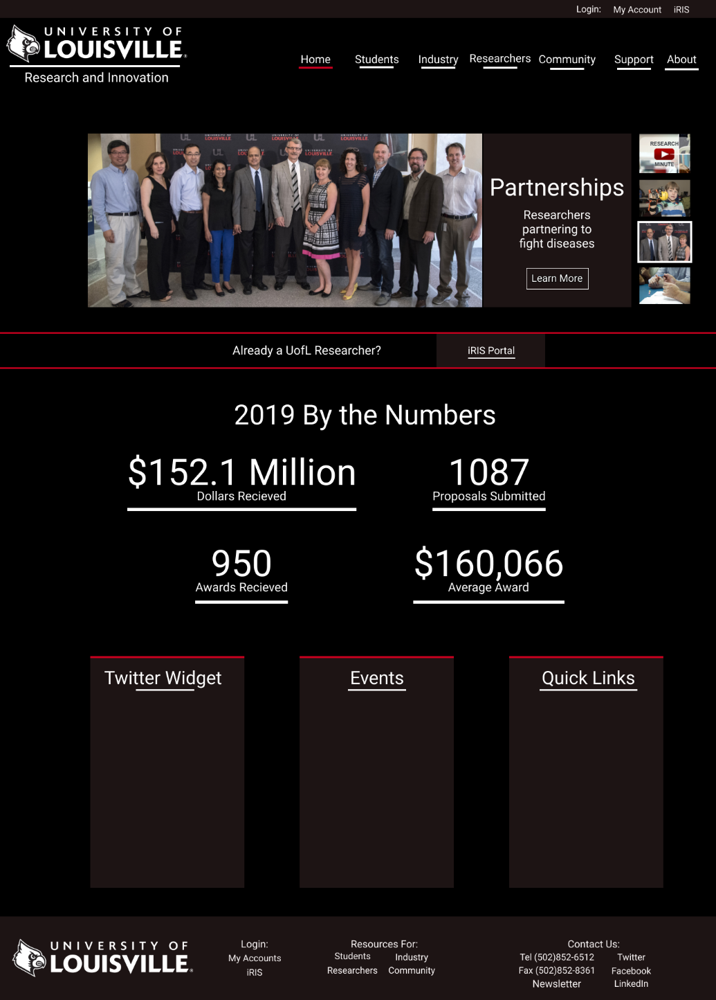 Login: My Account iRIS
UNIVERSITY OF
LOUISVILLE
Research and Innovation
Home Students Industry Researchers Community Support About
Partnerships
Researchers
partnering to
fight diseases
Learn More
RESEARCH
MINUTE
Already a UofL Researcher? iRIS Portal
2019 By the Numbers
$152.1 Million
Dollars Recieved
1087
Proposals Submitted
950
Awards Recieved
$160,066
Average Award
Twitter Widget
Events
Quick Links
UNIVERSITY OF
LOUISVILLE
Login:
My Accounts
iRIS
Resources For:
Students Industry
Researchers Community
Contact Us:
Tel (502)852-6512 Twitter
Fax (502)852-8361 Facebook
Newsletter LinkedIn